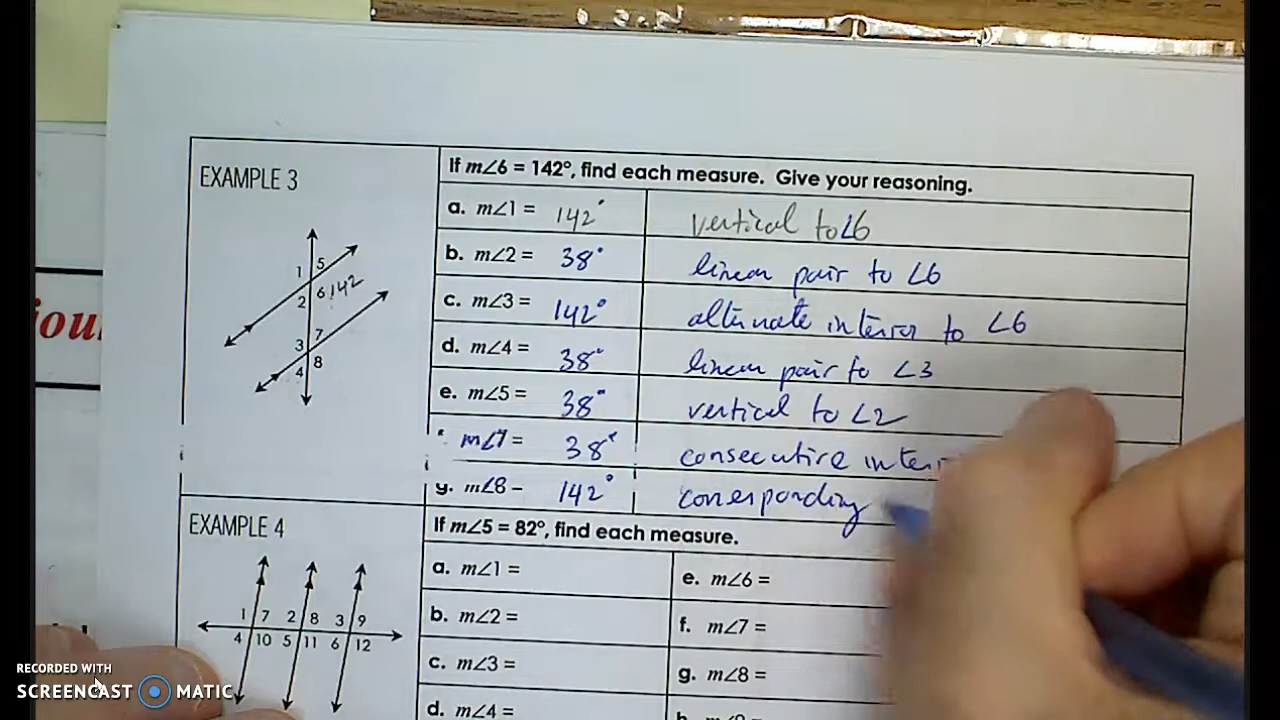 EXAMPLE 3
If m∠6 = 142°, find each measure. Give your reasoning.
a. m∠1 = 142° vertical to ∠6
b. m∠2 = 38° linear pair to ∠6
c. m∠3 = 142° alternate interior to ∠6
d. m∠4 = 38° linear pair to ∠3
e. m∠5 = 38° vertical to ∠2
m∠7 = 38° consecutive
m∠8 142° corresponding
1 5
2 6 142
3 7
4 8
iou
EXAMPLE 4
If m∠5 = 82°, find each measure.
a. m∠1 = e. m∠6 =
b. m∠2 = f. m∠7 =
c. m∠3 = g. m∠8 =
d. m∠4 =
1 7 2 8 3 9
4 10 5 11 6 12
RECORDED WITH
SCREENCAST MATIC